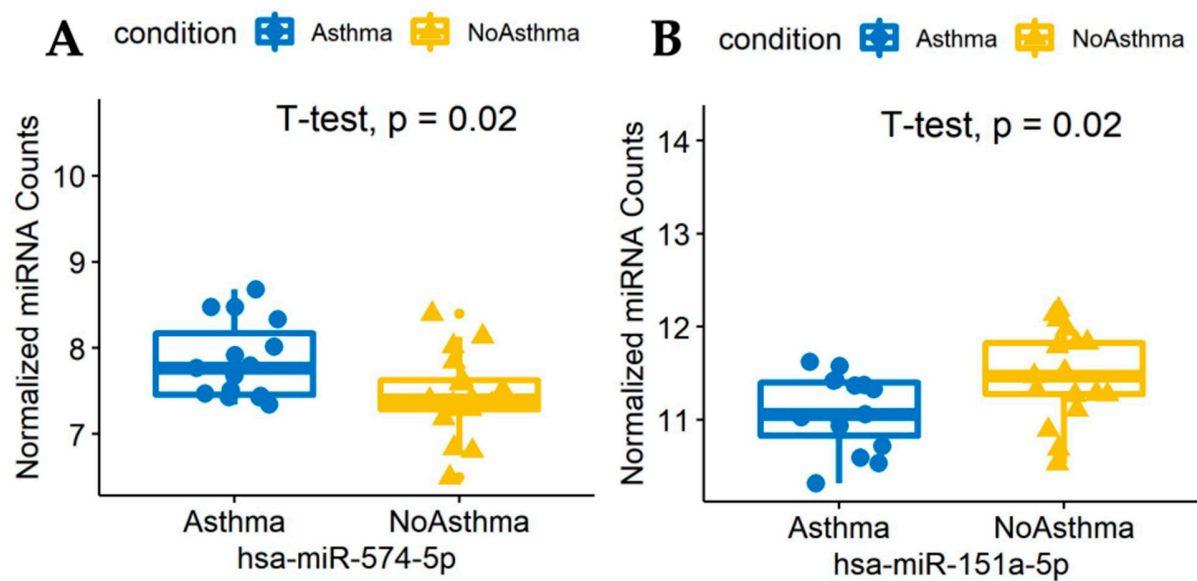 A condition Asthma NoAsthma
T-test, p = 0.02
Normalized miRNA Counts
10
9
8
7
Asthma NoAsthma
hsa-miR-574-5p
B condition Asthma NoAsthma
T-test, p = 0.02
Normalized miRNA Counts
14
13
12
11
Asthma NoAsthma
hsa-miR-151a-5p